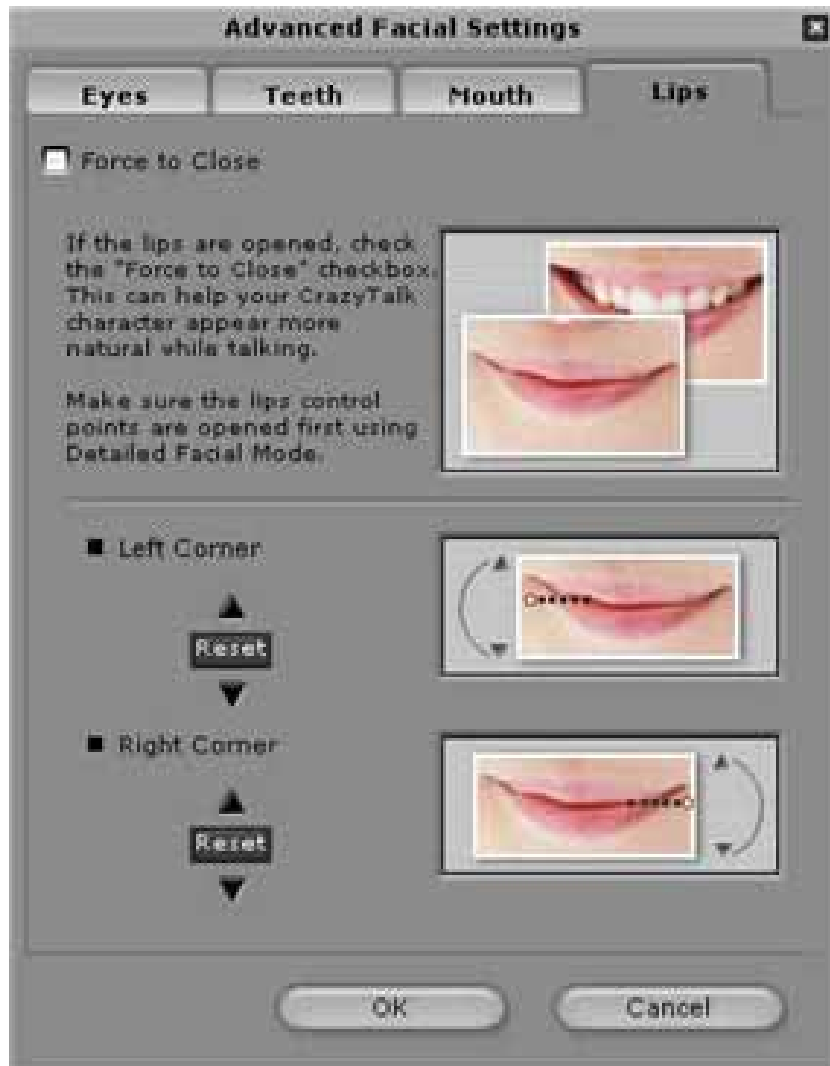 Advanced Facial Settings
Eyes
Teeth
Mouth
Lips
Force to Close
If the lips are opened, check
the "Force to Close" checkbox.
This can help your CrazyTalk
character appear more
natural while talking.
Make sure the lips control
points are opened first using
Detailed Facial Mode.
Left Corner
Reset
Right Corner
Reset
OK
Cancel